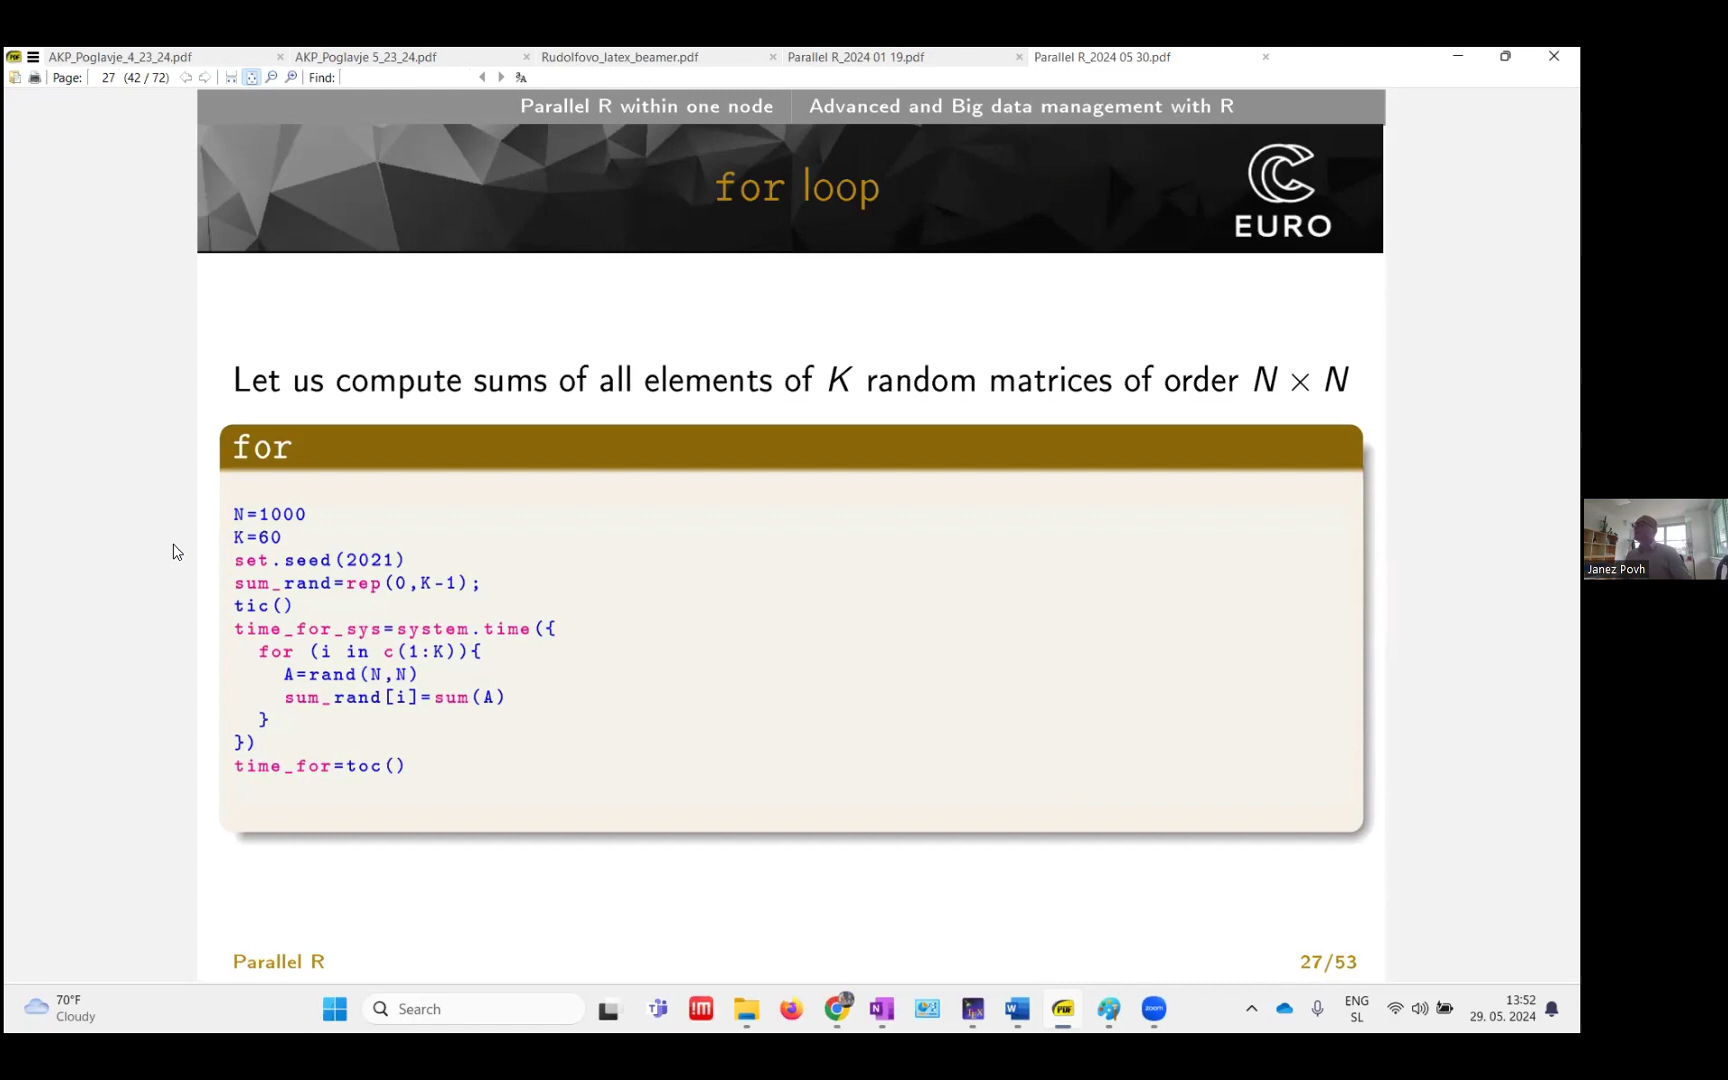 AKP_Poglavje_4_23_24.pdf
AKP_Poglavje 5_23_24.pdf
Rudolfovo_latex_beamer.pdf
Parallel R_2024 01 19.pdf
Parallel R_2024 05 30.pdf
Page: 27 (42 / 72) Find:
Parallel R within one node Advanced and Big data management with R
for loop
EURO
Let us compute sums of all elements of K random matrices of order N × N
for
N=1000
K=60
set.seed(2021)
sum_rand=rep(0,K-1);
tic()
time_for_sys=system.time({
for (i in c(1:K)){
A=rand(N,N)
sum_rand[i]=sum(A)
}
})
time_for=toc()
Janez Povh
Parallel R
27/53
70°F
Cloudy
Search
ENG
SL
13:52
29. 05. 2024